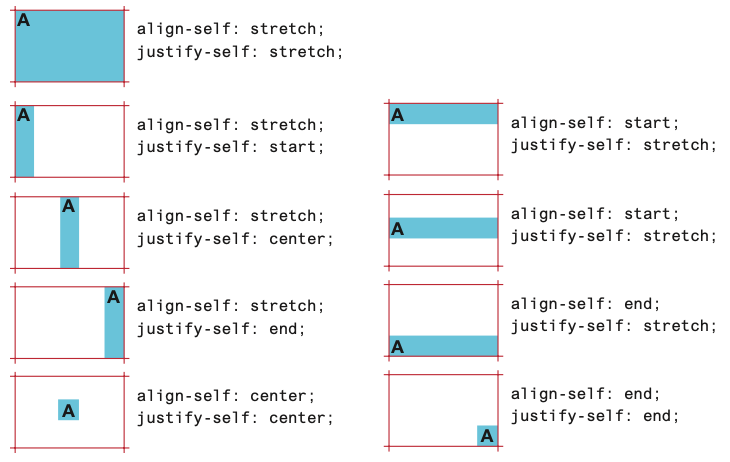 A
align-self: stretch;
justify-self: stretch;
A
align-self: stretch;
justify-self: start;
A
align-self: stretch;
justify-self: center;
A
align-self: stretch;
justify-self: end;
A
align-self: center;
justify-self: center;
A
align-self: start;
justify-self: stretch;
A
align-self: start;
justify-self: stretch;
A
align-self: end;
justify-self: stretch;
A
align-self: end;
justify-self: end;